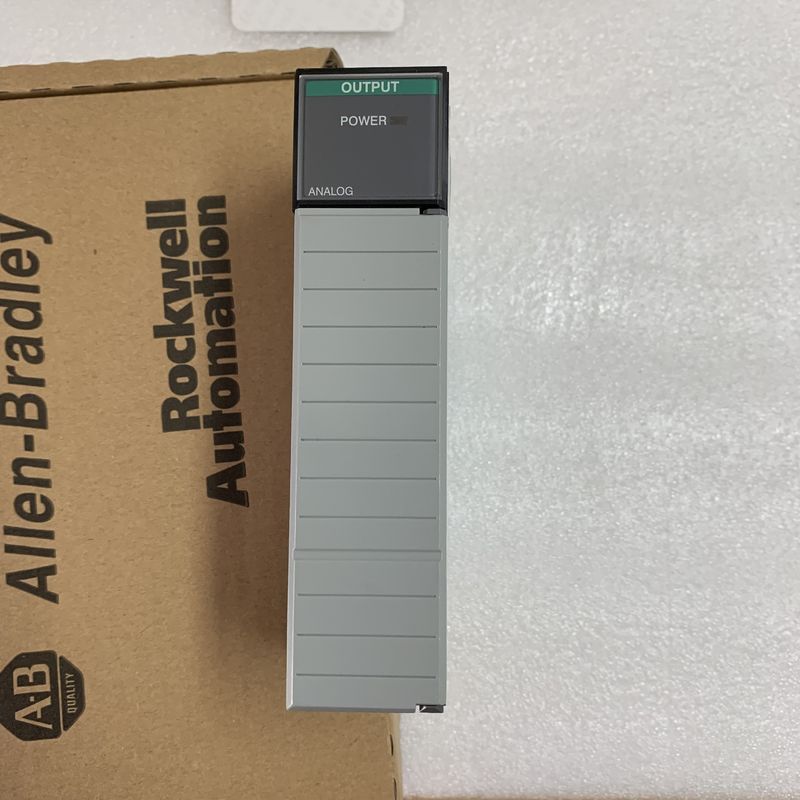 OUTPUT
POWER
ANALOG
Allen-Bradley
Rockwell
Automation
A-B
QUALITY